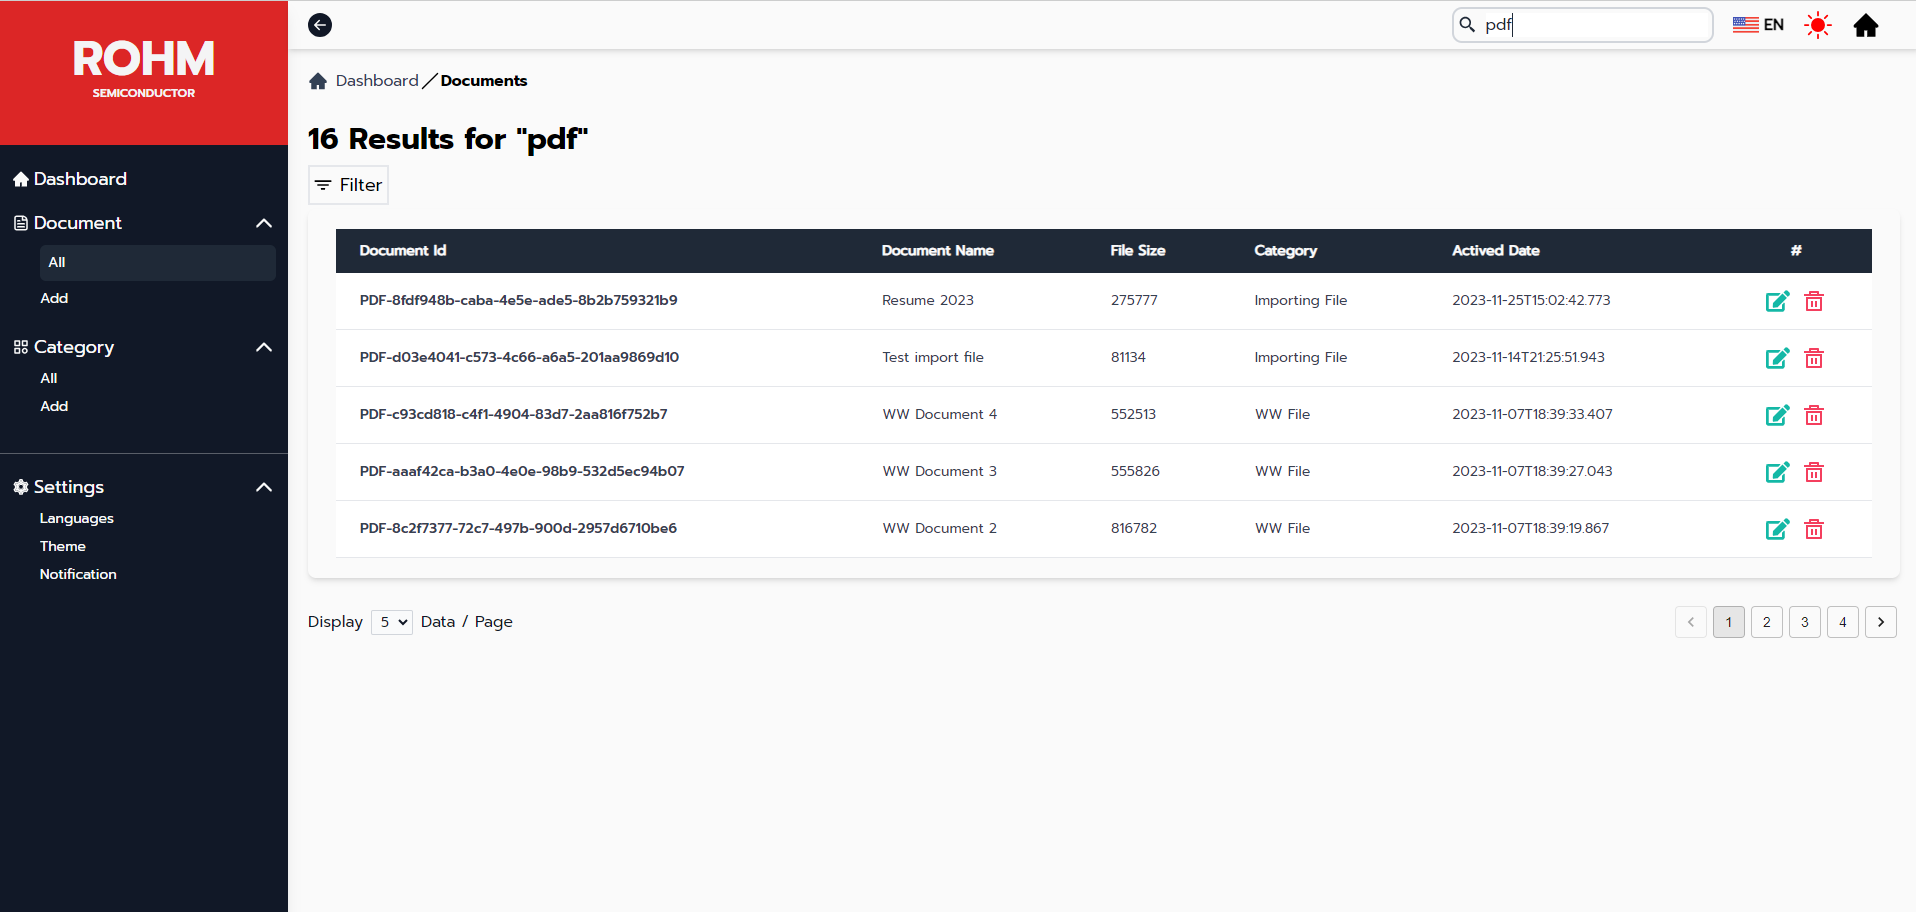 ROHM
SEMICONDUCTOR
Dashboard
Document
All
Add
Category
All
Add
Settings
Languages
Theme
Notification
pdf
EN
Dashboard / Documents
16 Results for "pdf"
Filter
Document Id Document Name File Size Category Actived Date #
PDF-8fdf948b-caba-4e5e-ade5-8b2b759321b9 Resume 2023 275777 Importing File 2023-11-25T15:02:42.773
PDF-d03e4041-c573-4c66-a6a5-201aa9869d10 Test import file 81134 Importing File 2023-11-14T21:25:51.943
PDF-c93cd818-c4f1-4904-83d7-2aa816f752b7 WW Document 4 552513 WW File 2023-11-07T18:39:33.407
PDF-aaaf42ca-b3a0-4e0e-98b9-532d5ec94b07 WW Document 3 555826 WW File 2023-11-07T18:39:27.043
PDF-8c2f7377-72c7-497b-900d-2957d6710be6 WW Document 2 816782 WW File 2023-11-07T18:39:19.867
Display 5 Data / Page
1 2 3 4